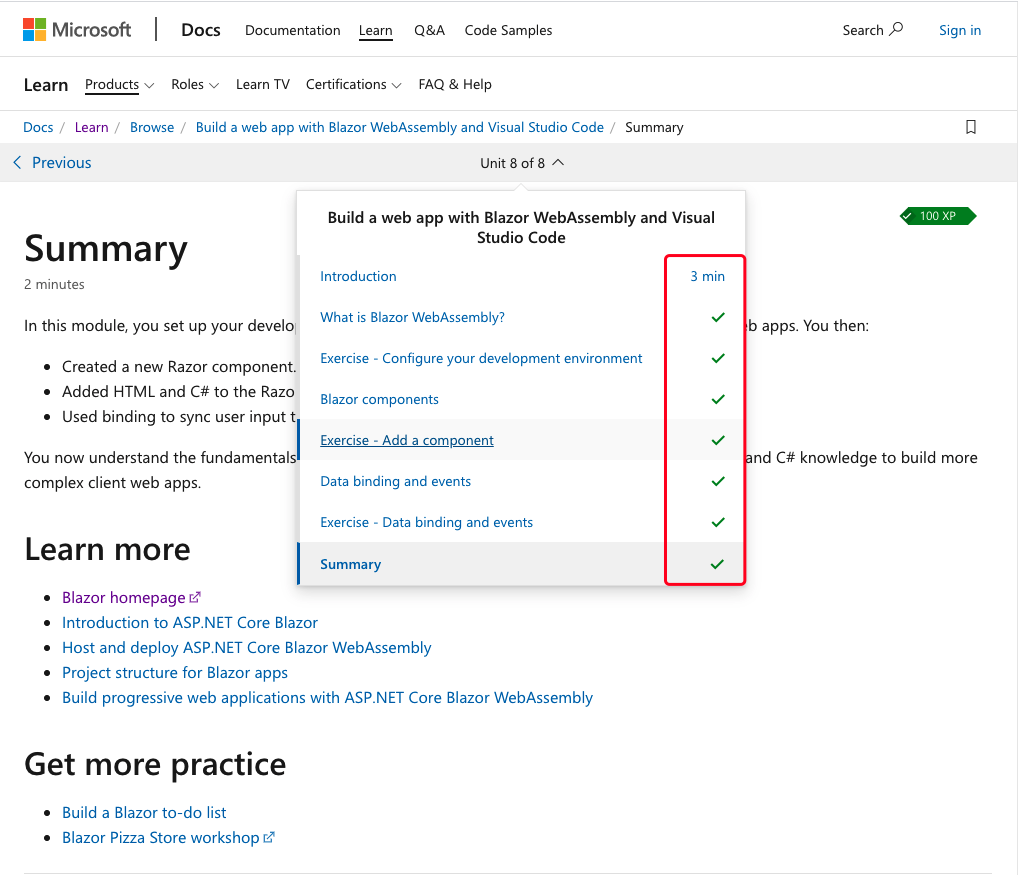 Microsoft Docs Documentation Learn Q&A Code Samples Search Sign in
Learn Products Roles Learn TV Certifications FAQ & Help
Docs / Learn / Browse / Build a web app with Blazor WebAssembly and Visual Studio Code / Summary
Previous Unit 8 of 8
Build a web app with Blazor WebAssembly and Visual
Studio Code
100 XP
Introduction 3 min
What is Blazor WebAssembly?
Exercise - Configure your development environment
Blazor components
Exercise - Add a component
Data binding and events
Exercise - Data binding and events
Summary
Summary
2 minutes
In this module, you set up your develo b apps. You then:
• Created a new Razor component.
• Added HTML and C# to the Razo
• Used binding to sync user input t
You now understand the fundamentals and C# knowledge to build more
complex client web apps.
Learn more
• Blazor homepage
• Introduction to ASP.NET Core Blazor
• Host and deploy ASP.NET Core Blazor WebAssembly
• Project structure for Blazor apps
• Build progressive web applications with ASP.NET Core Blazor WebAssembly
Get more practice
• Build a Blazor to-do list
• Blazor Pizza Store workshop